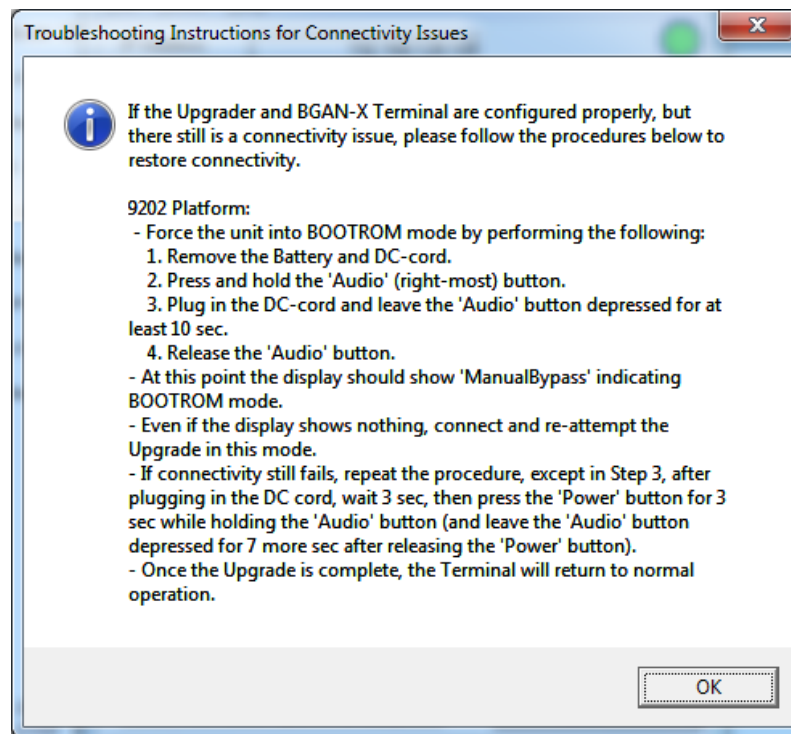 Troubleshooting Instructions for Connectivity Issues
If the Upgrader and BGAN-X Terminal are configured properly, but
there still is a connectivity issue, please follow the procedures below to
restore connectivity.
9202 Platform:
- Force the unit into BOOTROM mode by performing the following:
1. Remove the Battery and DC-cord.
2. Press and hold the 'Audio' (right-most) button.
3. Plug in the DC-cord and leave the 'Audio' button depressed for at
least 10 sec.
4. Release the 'Audio' button.
- At this point the display should show 'ManualBypass' indicating
BOOTROM mode.
- Even if the display shows nothing, connect and re-attempt the
Upgrade in this mode.
- If connectivity still fails, repeat the procedure, except in Step 3, after
plugging in the DC cord, wait 3 sec, then press the 'Power' button for 3
sec while holding the 'Audio' button (and leave the 'Audio' button
depressed for 7 more sec after releasing the 'Power' button).
- Once the Upgrade is complete, the Terminal will return to normal
operation.
OK